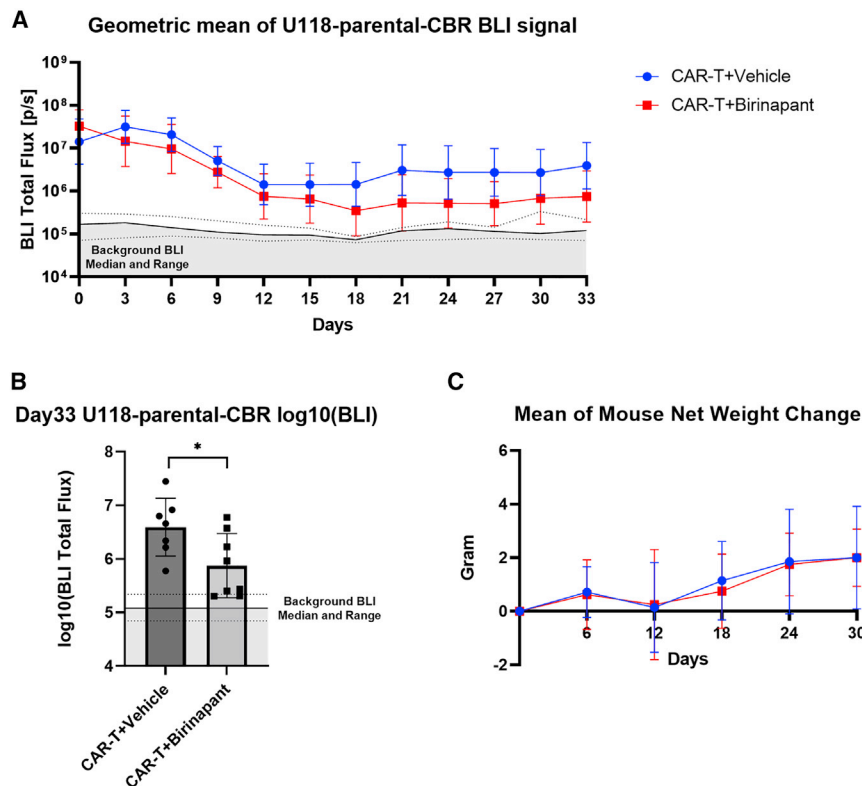 A
Geometric mean of U118-parental-CBR BLI signal
BLI Total Flux [p/s]
10⁹
10⁸
10⁷
10⁶
10⁵
10⁴
Background BLI
Median and Range
0 3 6 9 12 15 18 21 24 27 30 33
Days
CAR-T+Vehicle
CAR-T+Birinapant
B
Day33 U118-parental-CBR log10(BLI)
log10(BLI Total Flux)
8
7
6
5
4
*
Background BLI
Median and Range
CAR-T+Vehicle
CAR-T+Birinapant
C
Mean of Mouse Net Weight Change
Gram
6
4
2
0
-2
6 12 18 24 30
Days